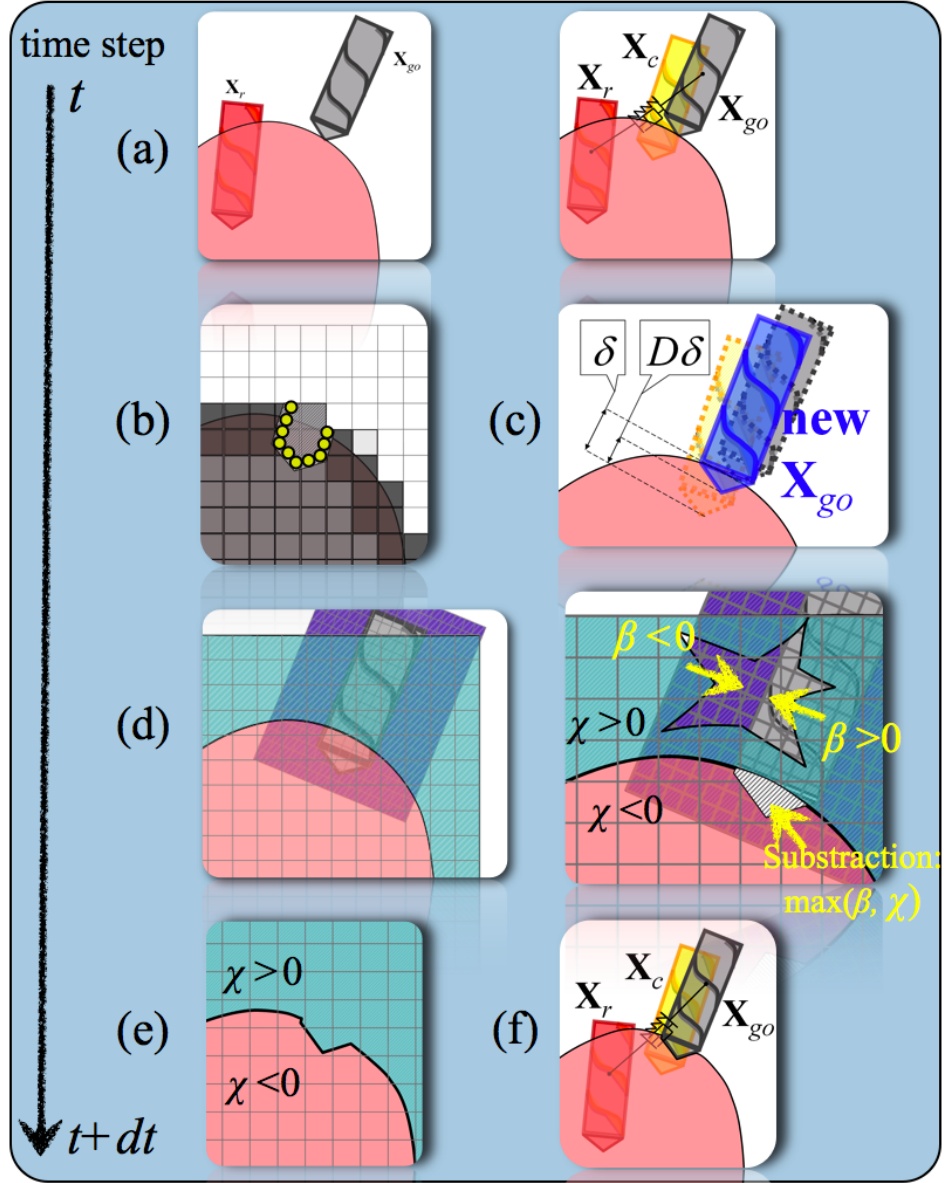 time step
t
(a)
X_r
X_go
X_c
X_r
X_go
(b)
(c)
δ
Dδ
new
X_go
(d)
β < 0
χ > 0
β > 0
χ < 0
Substraction:
max(β, χ)
(e)
χ > 0
χ < 0
(f)
X_c
X_r
X_go
t+ dt